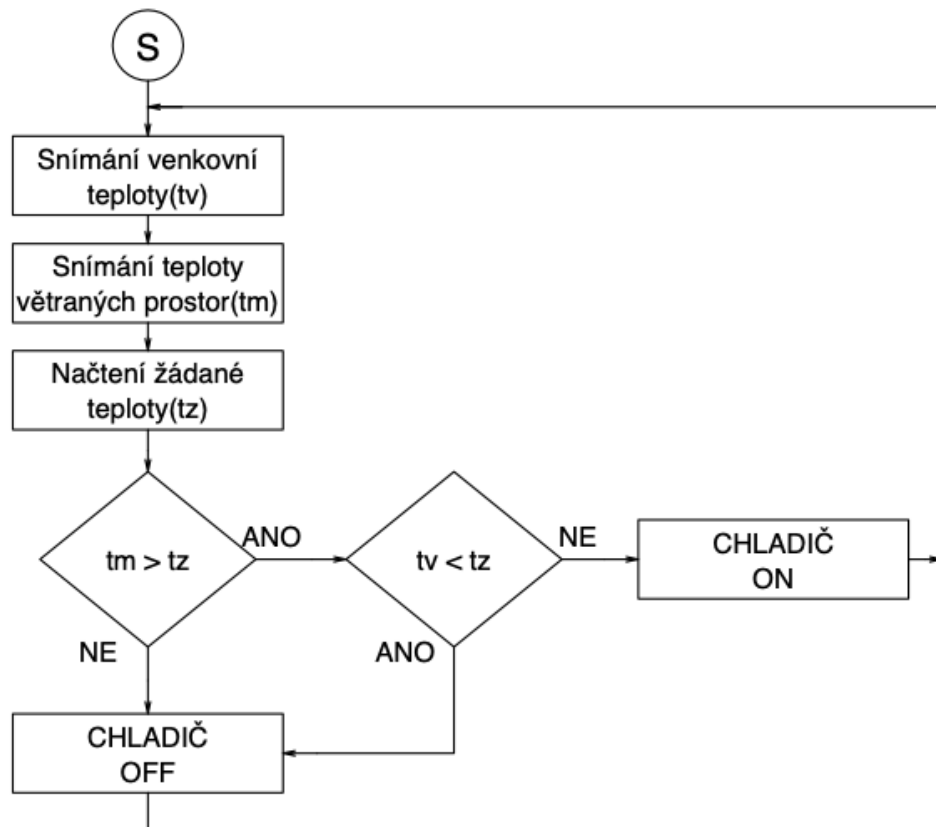 S
Snímání venkovní
teploty(tv)
Snímání teploty
větraných prostor(tm)
Načtení žádané
teploty(tz)
tm > tz
ANO
tv < tz
NE
CHLADIČ
ON
NE
ANO
CHLADIČ
OFF